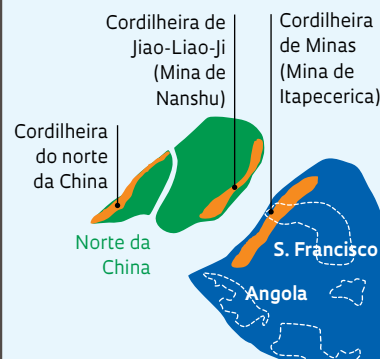 Cordilheira de
Jiao-Liao-Ji
(Mina de
Nanshu)
Cordilheira
de Minas
(Mina de
Itapecerica)
Cordilheira
do norte
da China
Norte da
China
S. Francisco
Angola